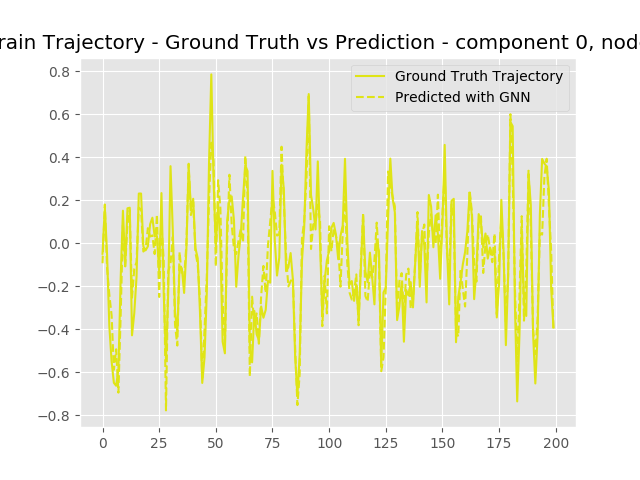 rain Trajectory - Ground Truth vs Prediction - component 0, nod
Ground Truth Trajectory
Predicted with GNN
0.8
0.6
0.4
0.2
0.0
−0.2
−0.4
−0.6
−0.8
0 25 50 75 100 125 150 175 200